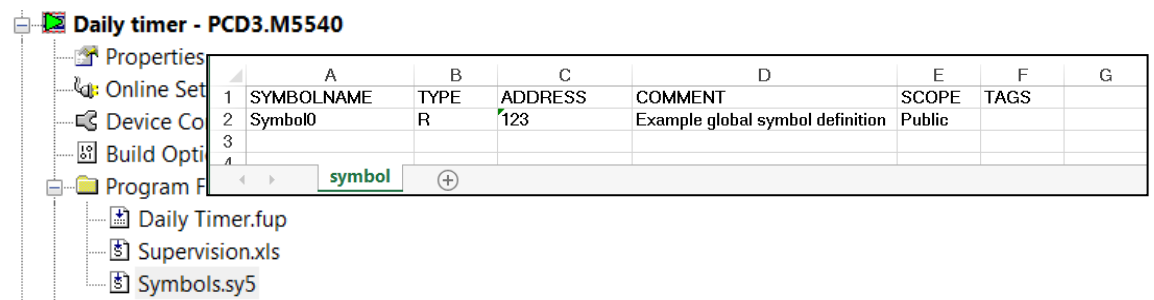 Daily timer - PCD3.M5540
Properties
Online Set
Device Co
Build Opti
Program F
Daily Timer.fup
Supervision.xls
Symbols.sy5
A B C D E F G
1 SYMBOLNAME TYPE ADDRESS COMMENT SCOPE TAGS
2 Symbol0 R 123 Example global symbol definition Public
3
4
symbol